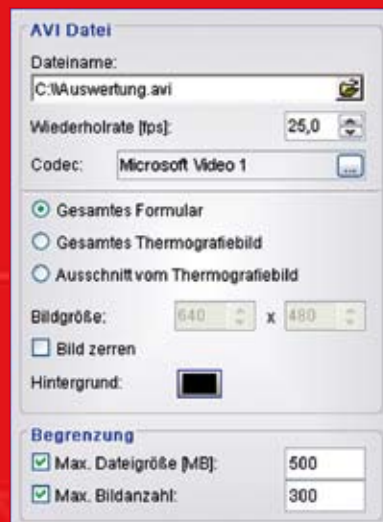 AVI Datei
Dateiname:
C:\\Auswertung.avi
Wiederholrate [fps]: 25,0
Codec: Microsoft Video 1 ...
Gesamtes Formular
Gesamtes Thermografiebild
Ausschnitt vom Thermografiebild
Bildgröße: 640 x 480
Bild zerren
Hintergrund:
Begrenzung
Max. Dateigröße [MB]: 500
Max. Bildanzahl: 300